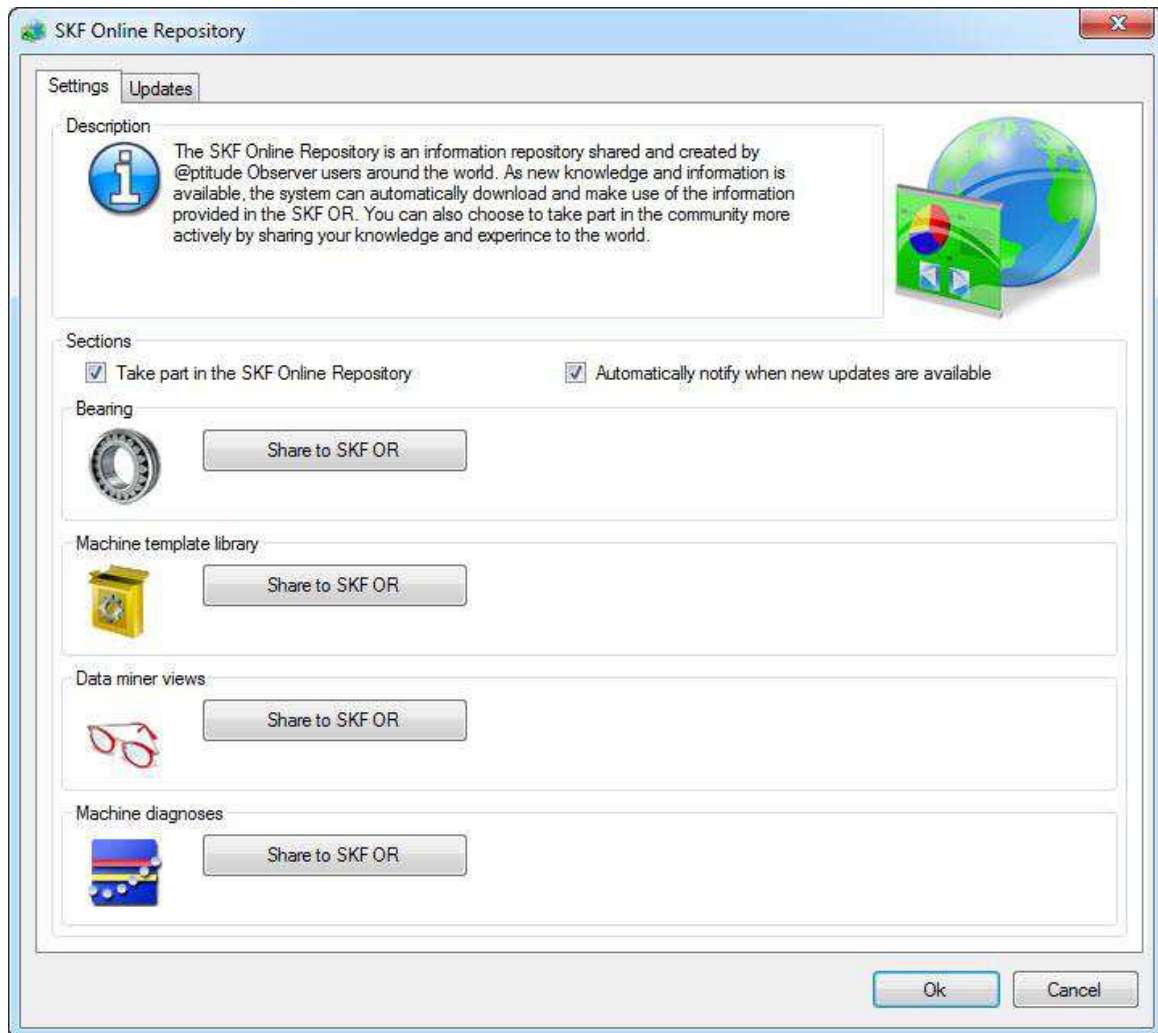 SKF Online Repository
Settings
Updates
Description
The SKF Online Repository is an information repository shared and created by
@ptitude Observer users around the world. As new knowledge and information is
available, the system can automatically download and make use of the information
provided in the SKF OR. You can also choose to take part in the community more
actively by sharing your knowledge and experince to the world.
Sections
Take part in the SKF Online Repository
Automatically notify when new updates are available
Bearing
Share to SKF OR
Machine template library
Share to SKF OR
Data miner views
Share to SKF OR
Machine diagnoses
Share to SKF OR
Ok
Cancel